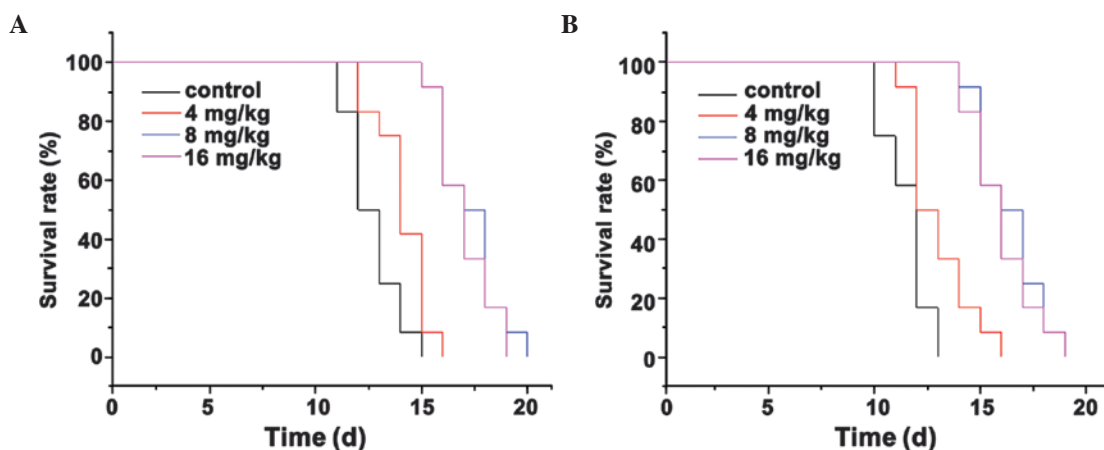 A
Survival rate (%)
100
80
60
40
20
0
control
4 mg/kg
8 mg/kg
16 mg/kg
0 5 10 15 20
Time (d)
B
Survival rate (%)
100
80
60
40
20
0
control
4 mg/kg
8 mg/kg
16 mg/kg
0 5 10 15 20
Time (d)